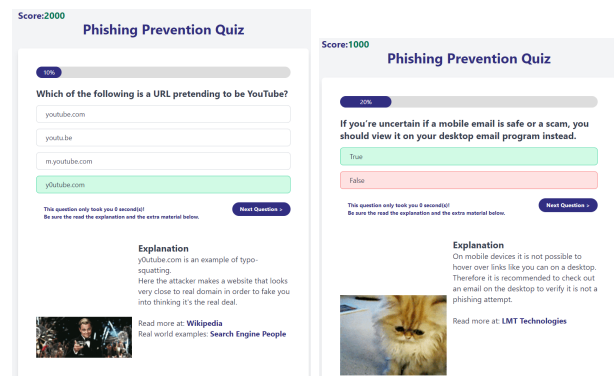 Score:2000
Phishing Prevention Quiz
10%
Which of the following is a URL pretending to be YouTube?
youtube.com
youtu.be
m.youtube.com
y0utube.com
This question only took you 0 second(s)!
Be sure the read the explanation and the extra material below.
Next Question >
Explanation
y0utube.com is an example of typo-
squatting.
Here the attacker makes a website that looks
very close to real domain in order to fake you
into thinking it's the real deal.
Read more at: Wikipedia
Real world examples: Search Engine People
Score:1000
Phishing Prevention Quiz
20%
If you're uncertain if a mobile email is safe or a scam, you
should view it on your desktop email program instead.
True
False
This question only took you 0 second(s)!
Be sure the read the explanation and the extra material below.
Next Question >
Explanation
On mobile devices it is not possible to
hover over links like you can on a desktop.
Therefore it is recommended to check out
an email on the desktop to verify it is not a
phishing attempt.
Read more at: LMT Technologies